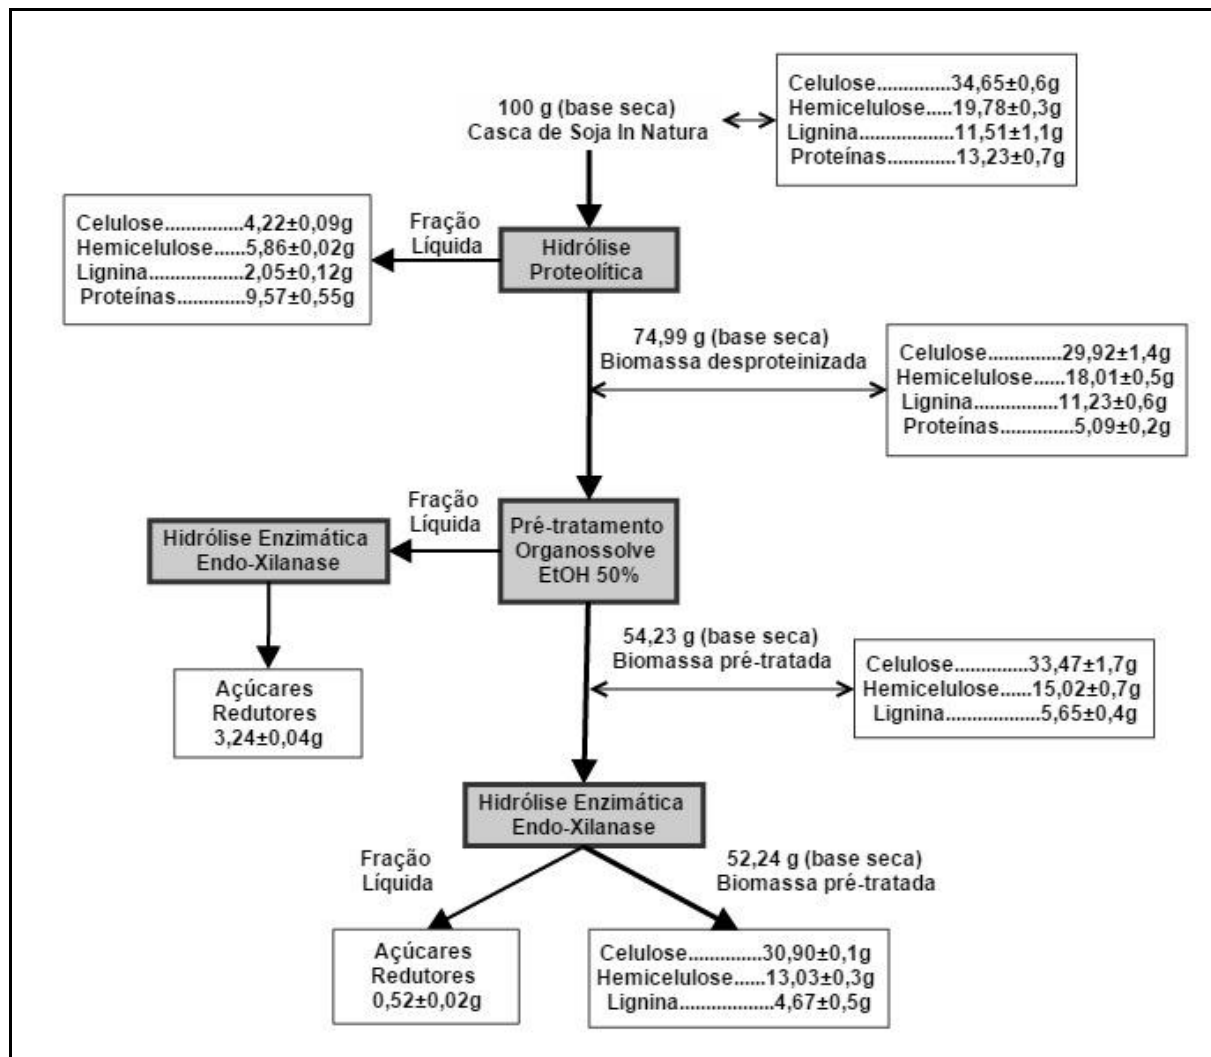 100 g (base seca)
Casca de Soja In Natura
Celulose...............34,65±0,6g
Hemicelulose.....19,78±0,3g
Lignina...................11,51±1,1g
Proteínas.............13,23±0,7g
Celulose................4,22±0,09g
Hemicelulose......5,86±0,02g
Lignina...................2,05±0,12g
Proteínas.............9,57±0,55g
Fração
Líquida
Hidrólise
Proteolítica
74,99 g (base seca)
Biomassa desproteinizada
Celulose...............29,92±1,4g
Hemicelulose......18,01±0,5g
Lignina.................11,23±0,6g
Proteínas...............5,09±0,2g
Fração
Líquida
Pré-tratamento
Organossolve
EtOH 50%
Hidrólise Enzimática
Endo-Xilanase
Açúcares
Redutores
3,24±0,04g
54,23 g (base seca)
Biomassa pré-tratada
Celulose...............33,47±1,7g
Hemicelulose......15,02±0,7g
Lignina...................5,65±0,4g
Hidrólise Enzimática
Endo-Xilanase
Fração
Líquida
52,24 g (base seca)
Biomassa pré-tratada
Açúcares
Redutores
0,52±0,02g
Celulose...............30,90±0,1g
Hemicelulose......13,03±0,3g
Lignina...................4,67±0,5g